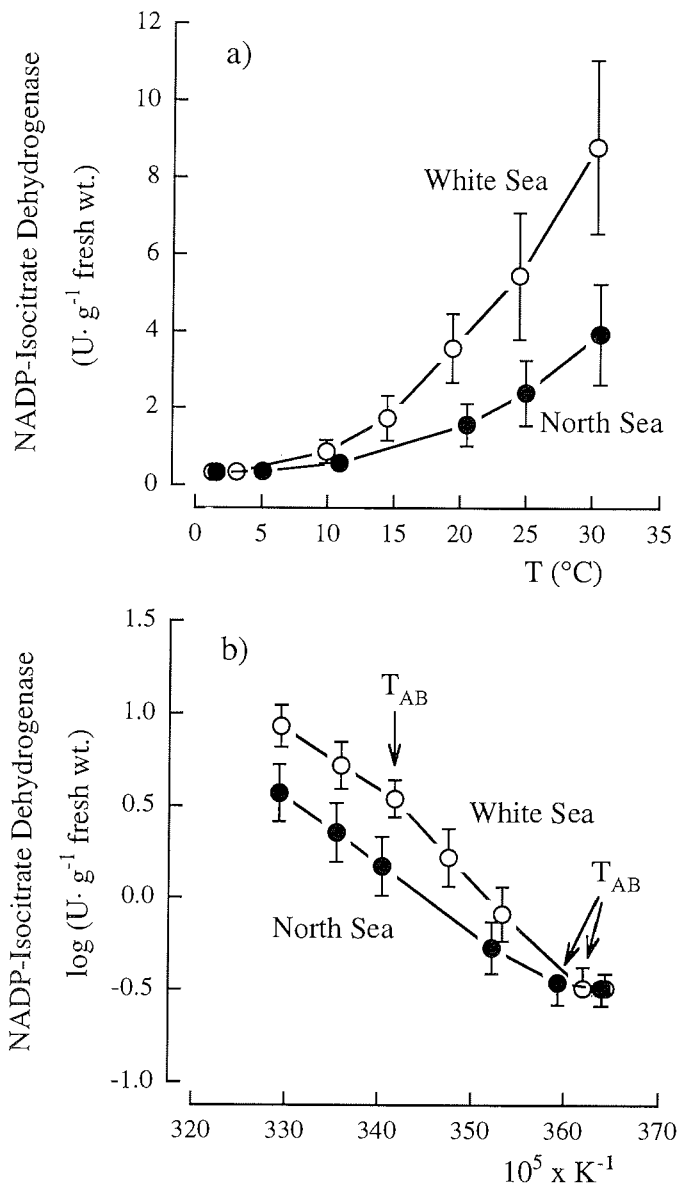 NADP-Isocitrate Dehydrogenase
(U· g⁻¹ fresh wt.)
12
10
8
6
4
2
0
a)
White Sea
North Sea
0
5
10
15
20
25
30
35
T (°C)
NADP-Isocitrate Dehydrogenase
log (U· g⁻¹ fresh wt.)
1.5
1.0
0.5
0.0
-0.5
-1.0
b)
T_AB
White Sea
T_AB
North Sea
320
330
340
350
360
370
10⁵ x K⁻¹